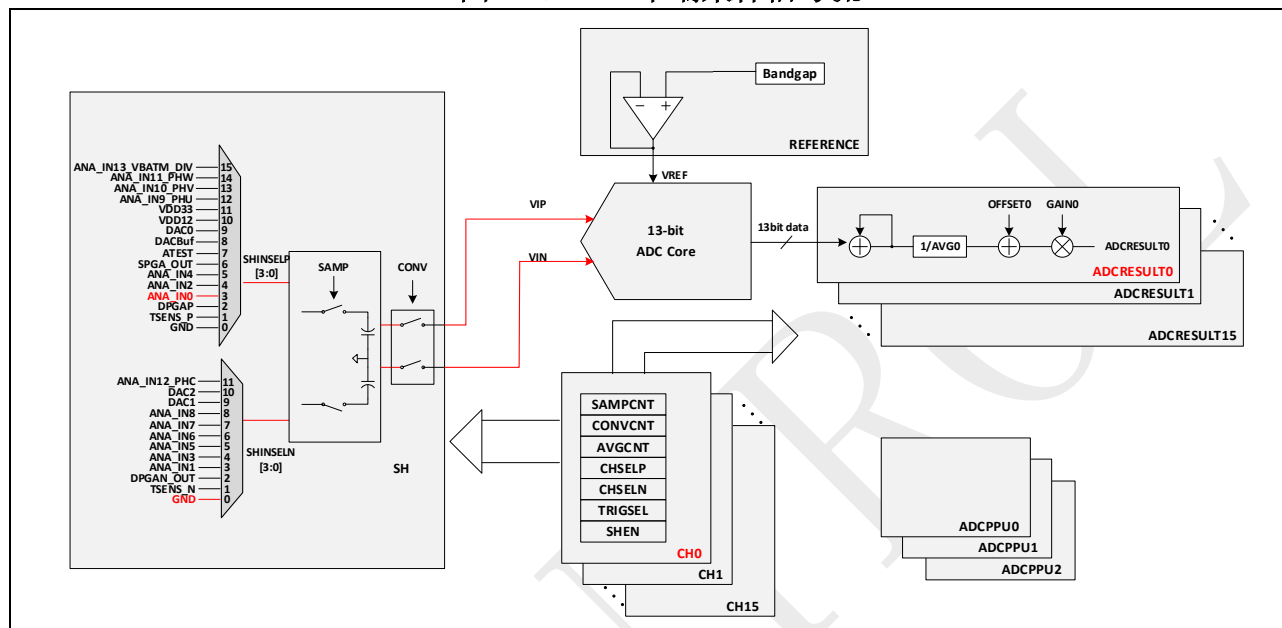 Bandgap
REFERENCE
VREF
ANA_IN13_VBATM_DIV 15
ANA_IN11_PHW 14
ANA_IN10_PHV 13
ANA_IN9_PHU 12
VDD33 11
VDD12 10
DAC0 9
DACBuf 8
ATEST 7
SPGA_OUT 6
ANA_IN4 5
ANA_IN2 4
ANA_IN0 3
DPGAP 2
TSENS_P 1
GND 0
SHINSELP
[3:0]
SAMP
CONV
VIP
VIN
13-bit
ADC Core
13bit data
1/AVG0
OFFSET0
GAIN0
ADCRESULT0
ADCRESULT0
ADCRESULT1
ADCRESULT15
ANA_IN12_PHC 11
DAC2 10
DAC1 9
ANA_IN8 8
ANA_IN7 7
ANA_IN6 6
ANA_IN5 5
ANA_IN3 4
ANA_IN1 3
DPGAN_OUT 2
TSENS_N 1
GND 0
SHINSELN
[3:0]
SH
SAMPCNT
CONVCNT
AVGCNT
CHSELP
CHSELN
TRIGSEL
SHEN
CH0
CH1
CH15
ADCPPU0
ADCPPU1
ADCPPU2